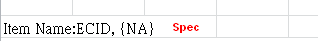 Item Name:ECID, {NA} Spec